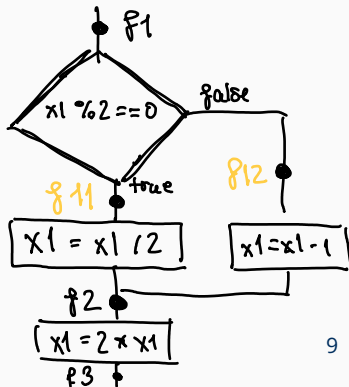 f1
x1 %2==0
false
true
f11
f12
x1 = x1 / 2
x1=x1-1
f2
x1=2*x1
9
f3